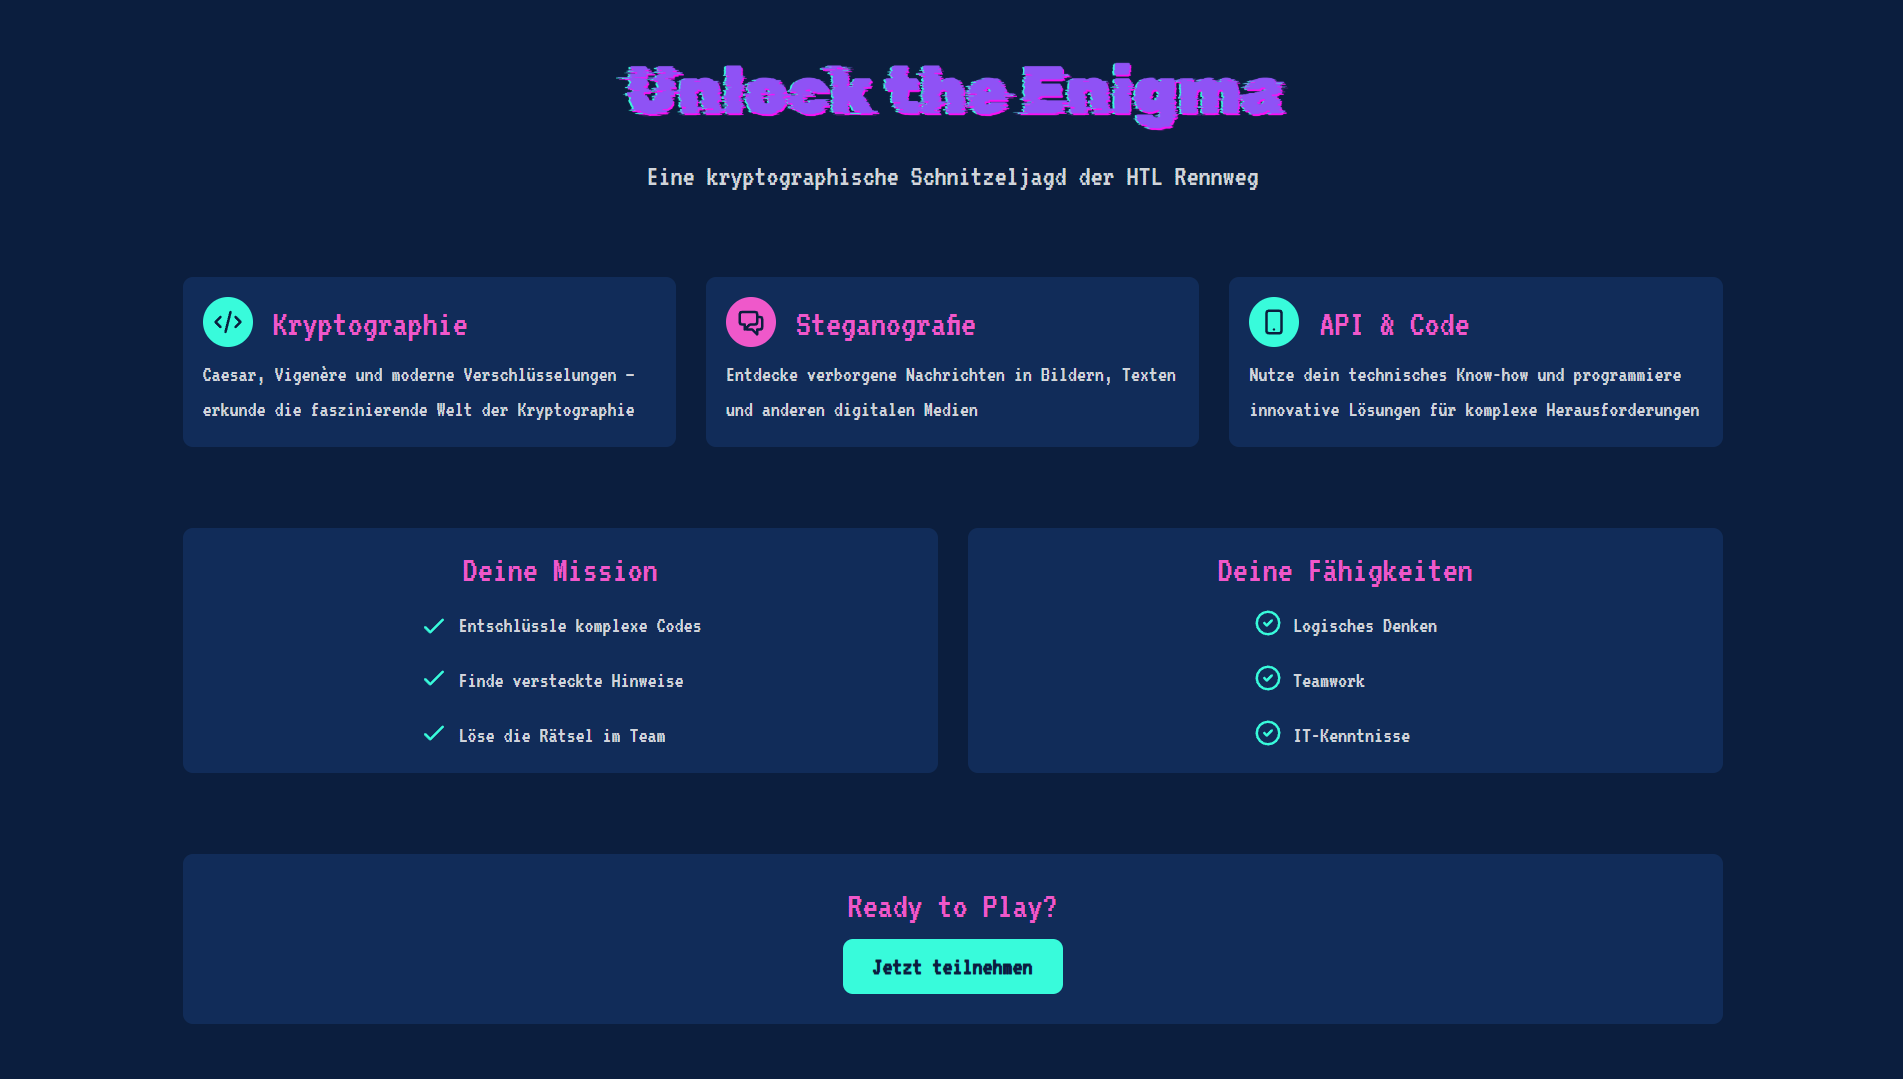 Unlock the Enigma
Eine kryptographische Schnitzeljagd der HTL Rennweg
Kryptographie
Caesar, Vigenère und moderne Verschlüsselungen –
erkunde die faszinierende Welt der Kryptographie
Steganografie
Entdecke verborgene Nachrichten in Bildern, Texten
und anderen digitalen Medien
API & Code
Nutze dein technisches Know-how und programmiere
innovative Lösungen für komplexe Herausforderungen
Deine Mission
Entschlüssle komplexe Codes
Finde versteckte Hinweise
Löse die Rätsel im Team
Deine Fähigkeiten
Logisches Denken
Teamwork
IT-Kenntnisse
Ready to Play?
Jetzt teilnehmen